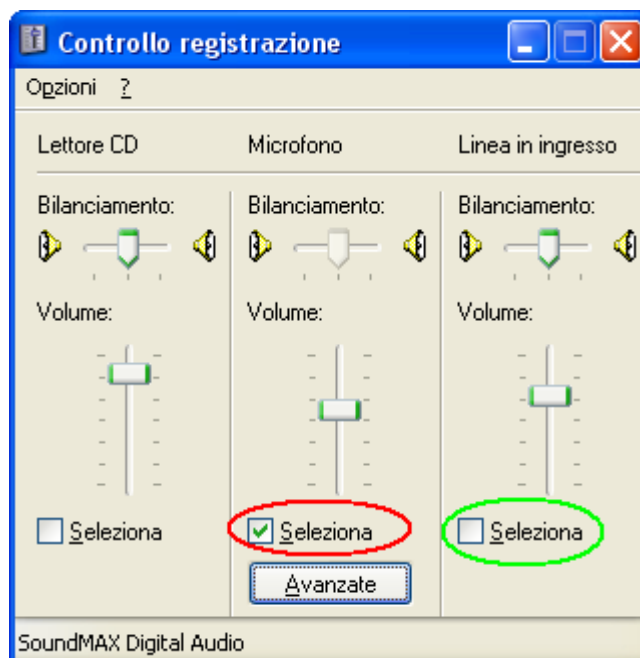 Controllo registrazione
Opzioni ?
Lettore CD Microfono Linea in ingresso
Bilanciamento: Bilanciamento: Bilanciamento:
Volume: Volume: Volume:
Seleziona Seleziona Seleziona
Avanzate
SoundMAX Digital Audio